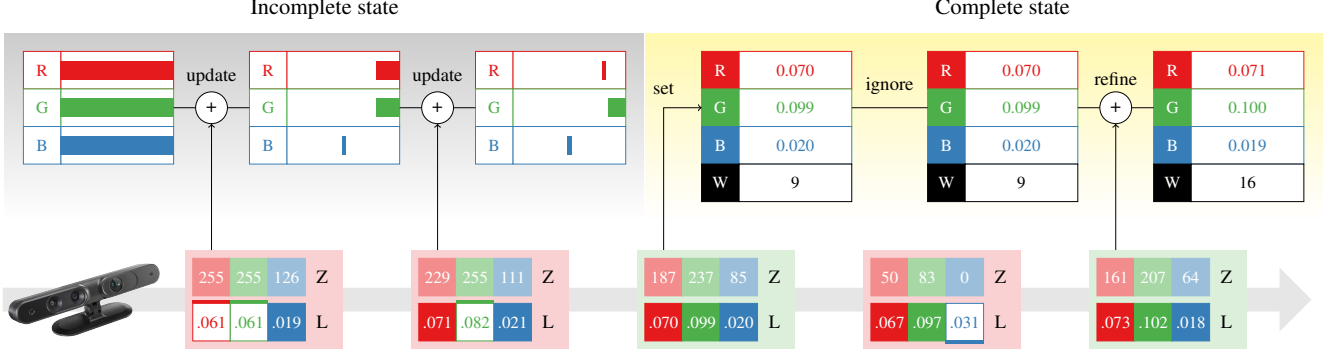 Incomplete state
Complete state
R
update
R
update
R
set
R 0.070
ignore
R 0.070
refine
R 0.071
G
+
G
+
G
G 0.099
G 0.099
+
G 0.100
B
B
B
B 0.020
B 0.020
B 0.019
W 9
W 9
W 16
255 255 126 Z
229 255 111 Z
187 237 85 Z
50 83 0 Z
161 207 64 Z
.061 .061 .019 L
.071 .082 .021 L
.070 .099 .020 L
.067 .097 .031 L
.073 .102 .018 L